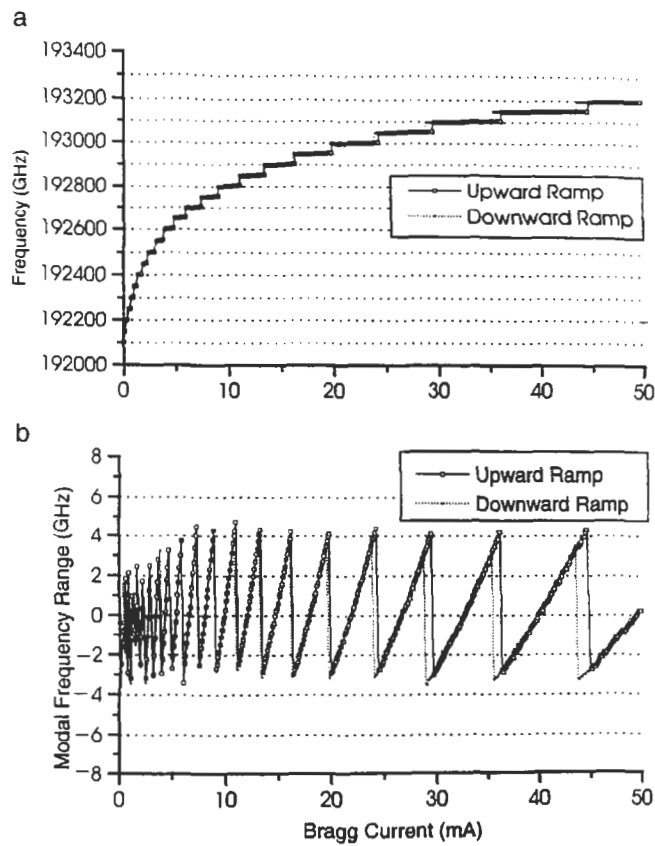 a
193400
193200
193000
192800
192600
192400
192200
192000
Frequency (GHz)
Upward Ramp
Downward Ramp
0 10 20 30 40 50
b
8
6
4
2
0
−2
−4
−6
−8
Modal Frequency Range (GHz)
Upward Ramp
Downward Ramp
0 10 20 30 40 50
Bragg Current (mA)